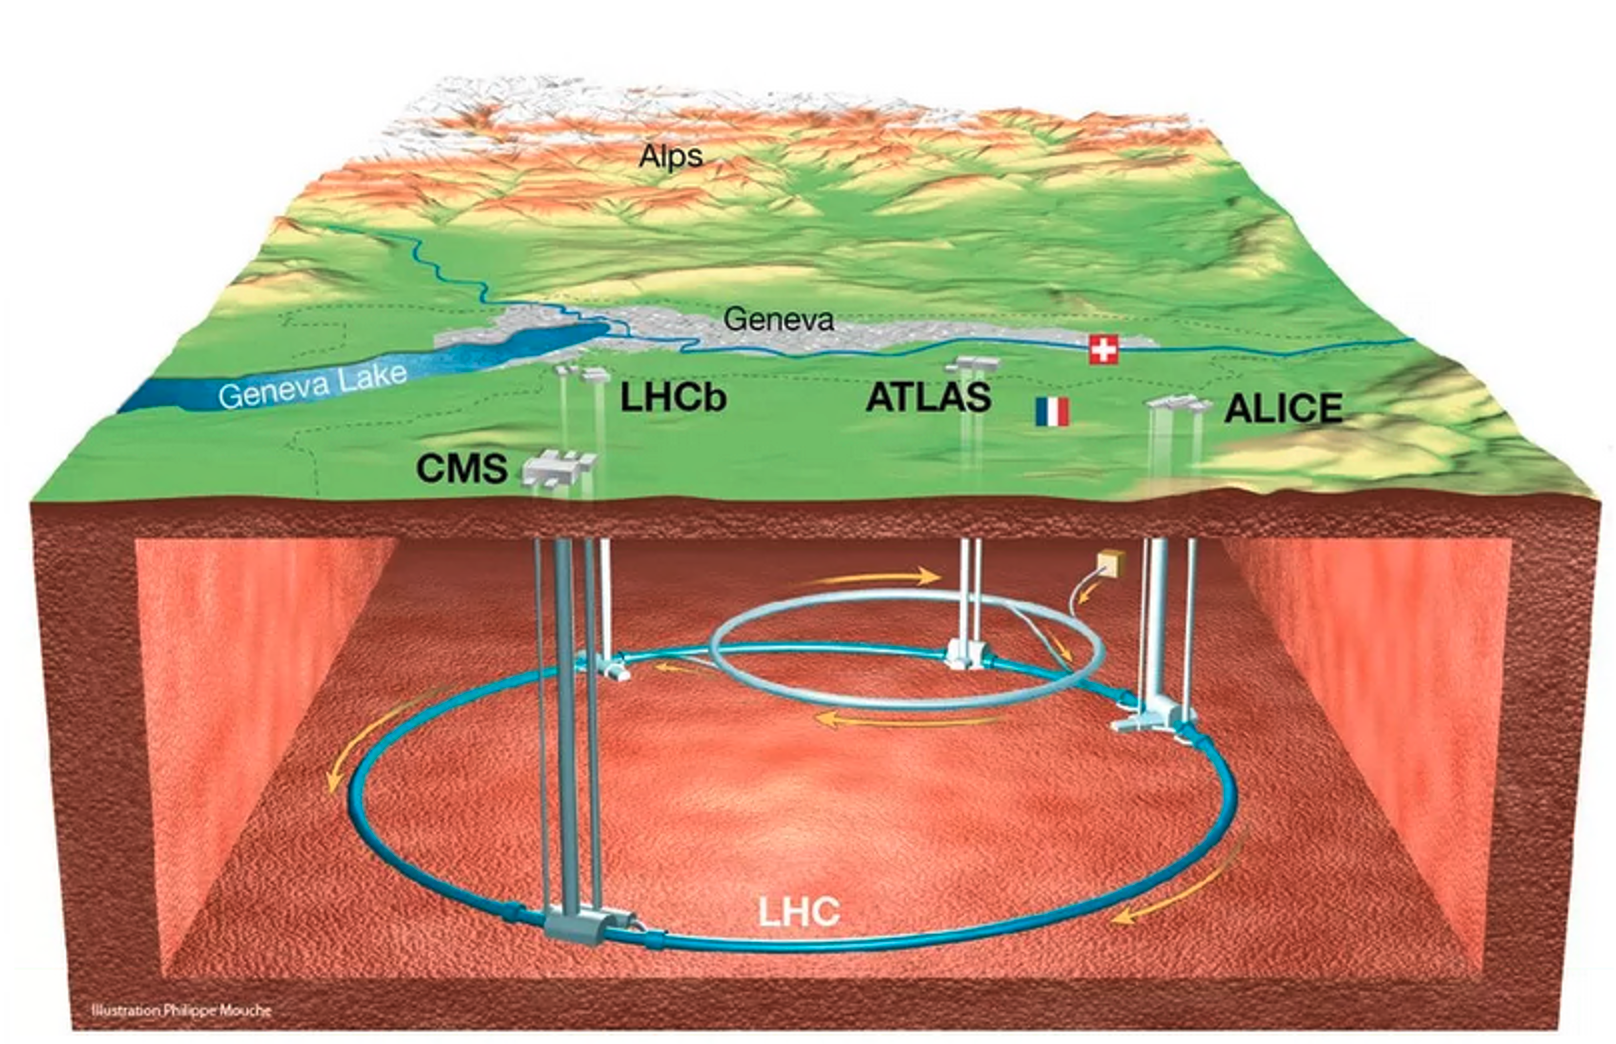 Alps
Geneva
Geneva Lake
LHCb
ATLAS
ALICE
CMS
LHC
Illustration Philippe Mouche